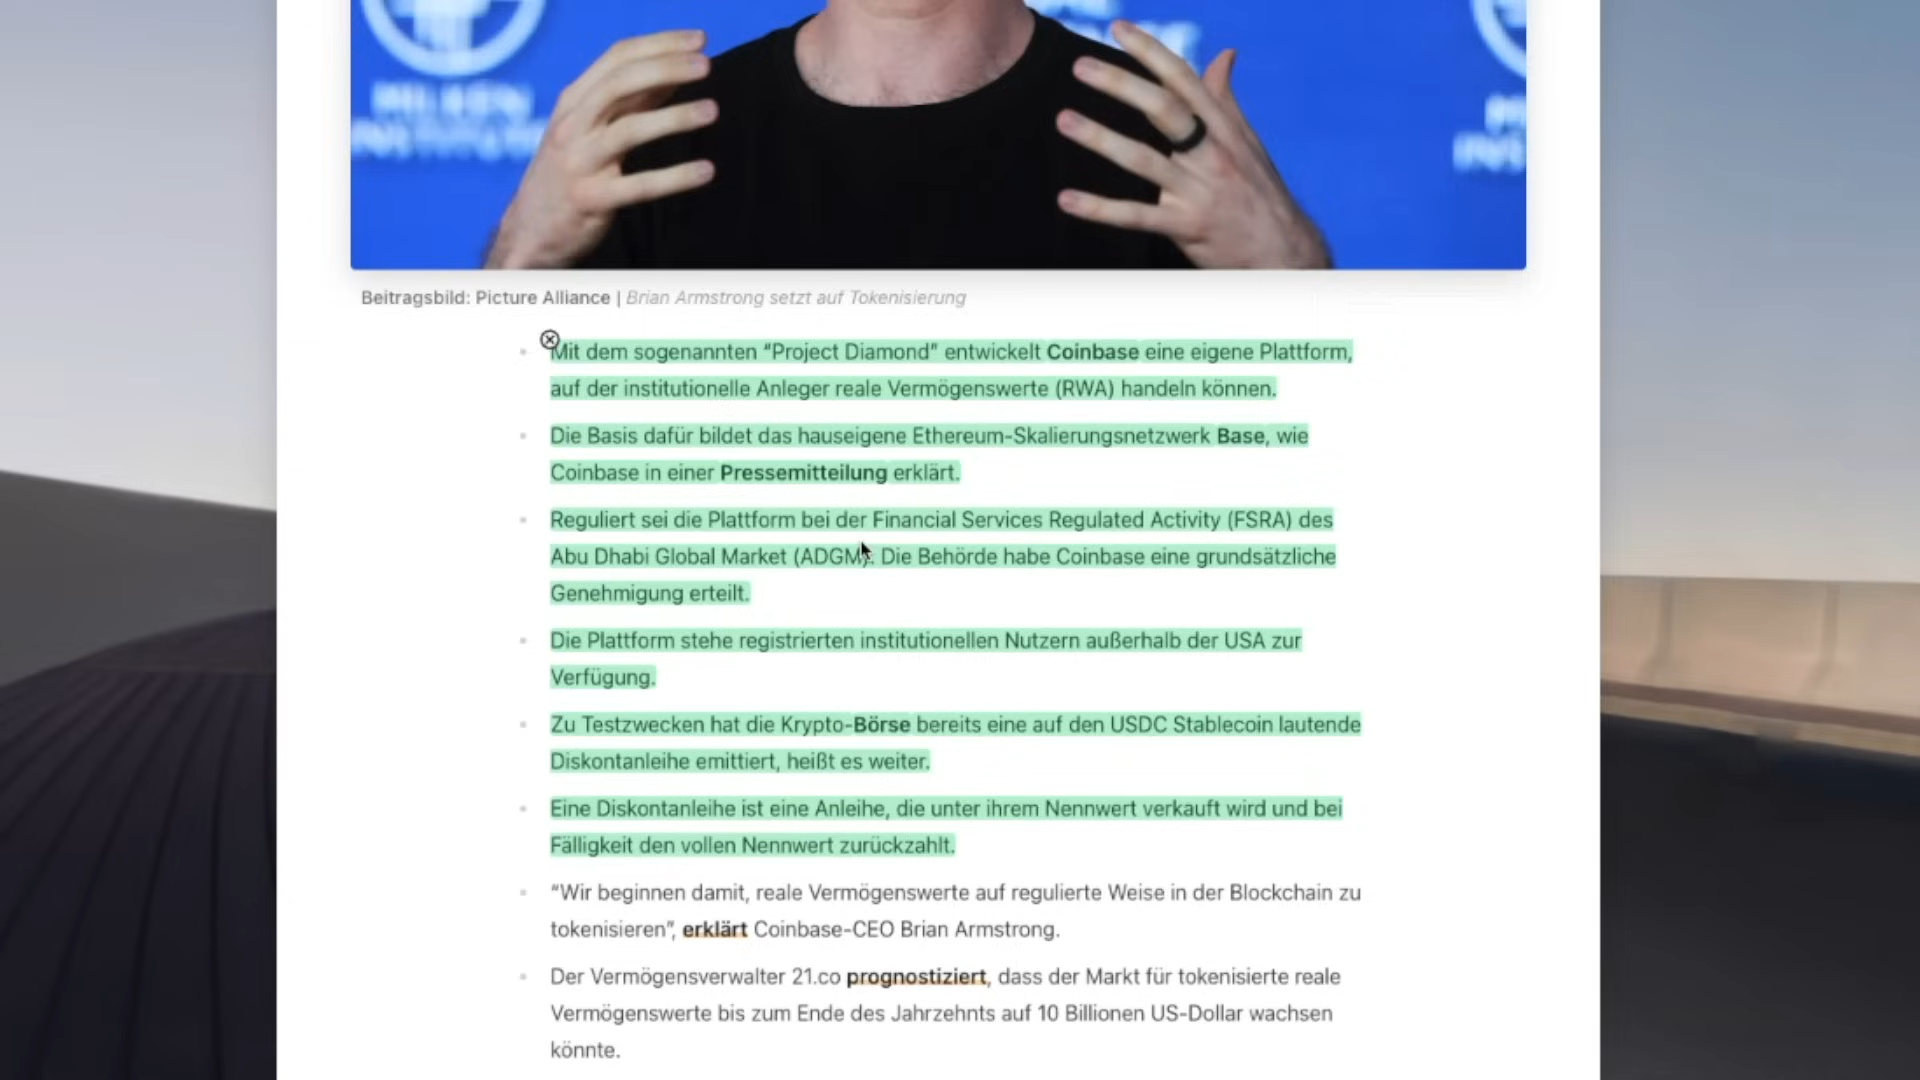 MILKEN
INSTITUTE
Beitragsbild: Picture Alliance | Brian Armstrong setzt auf Tokenisierung
Mit dem sogenannten “Project Diamond” entwickelt Coinbase eine eigene Plattform,
auf der institutionelle Anleger reale Vermögenswerte (RWA) handeln können.
Die Basis dafür bildet das hauseigene Ethereum-Skalierungsnetzwerk Base, wie
Coinbase in einer Pressemitteilung erklärt.
Reguliert sei die Plattform bei der Financial Services Regulated Activity (FSRA) des
Abu Dhabi Global Market (ADGM). Die Behörde habe Coinbase eine grundsätzliche
Genehmigung erteilt.
Die Plattform stehe registrierten institutionellen Nutzern außerhalb der USA zur
Verfügung.
Zu Testzwecken hat die Krypto-Börse bereits eine auf den USDC Stablecoin lautende
Diskontanleihe emittiert, heißt es weiter.
Eine Diskontanleihe ist eine Anleihe, die unter ihrem Nennwert verkauft wird und bei
Fälligkeit den vollen Nennwert zurückzahlt.
“Wir beginnen damit, reale Vermögenswerte auf regulierte Weise in der Blockchain zu
tokenisieren”, erklärt Coinbase-CEO Brian Armstrong.
Der Vermögensverwalter 21.co prognostiziert, dass der Markt für tokenisierte reale
Vermögenswerte bis zum Ende des Jahrzehnts auf 10 Billionen US-Dollar wachsen
könnte.